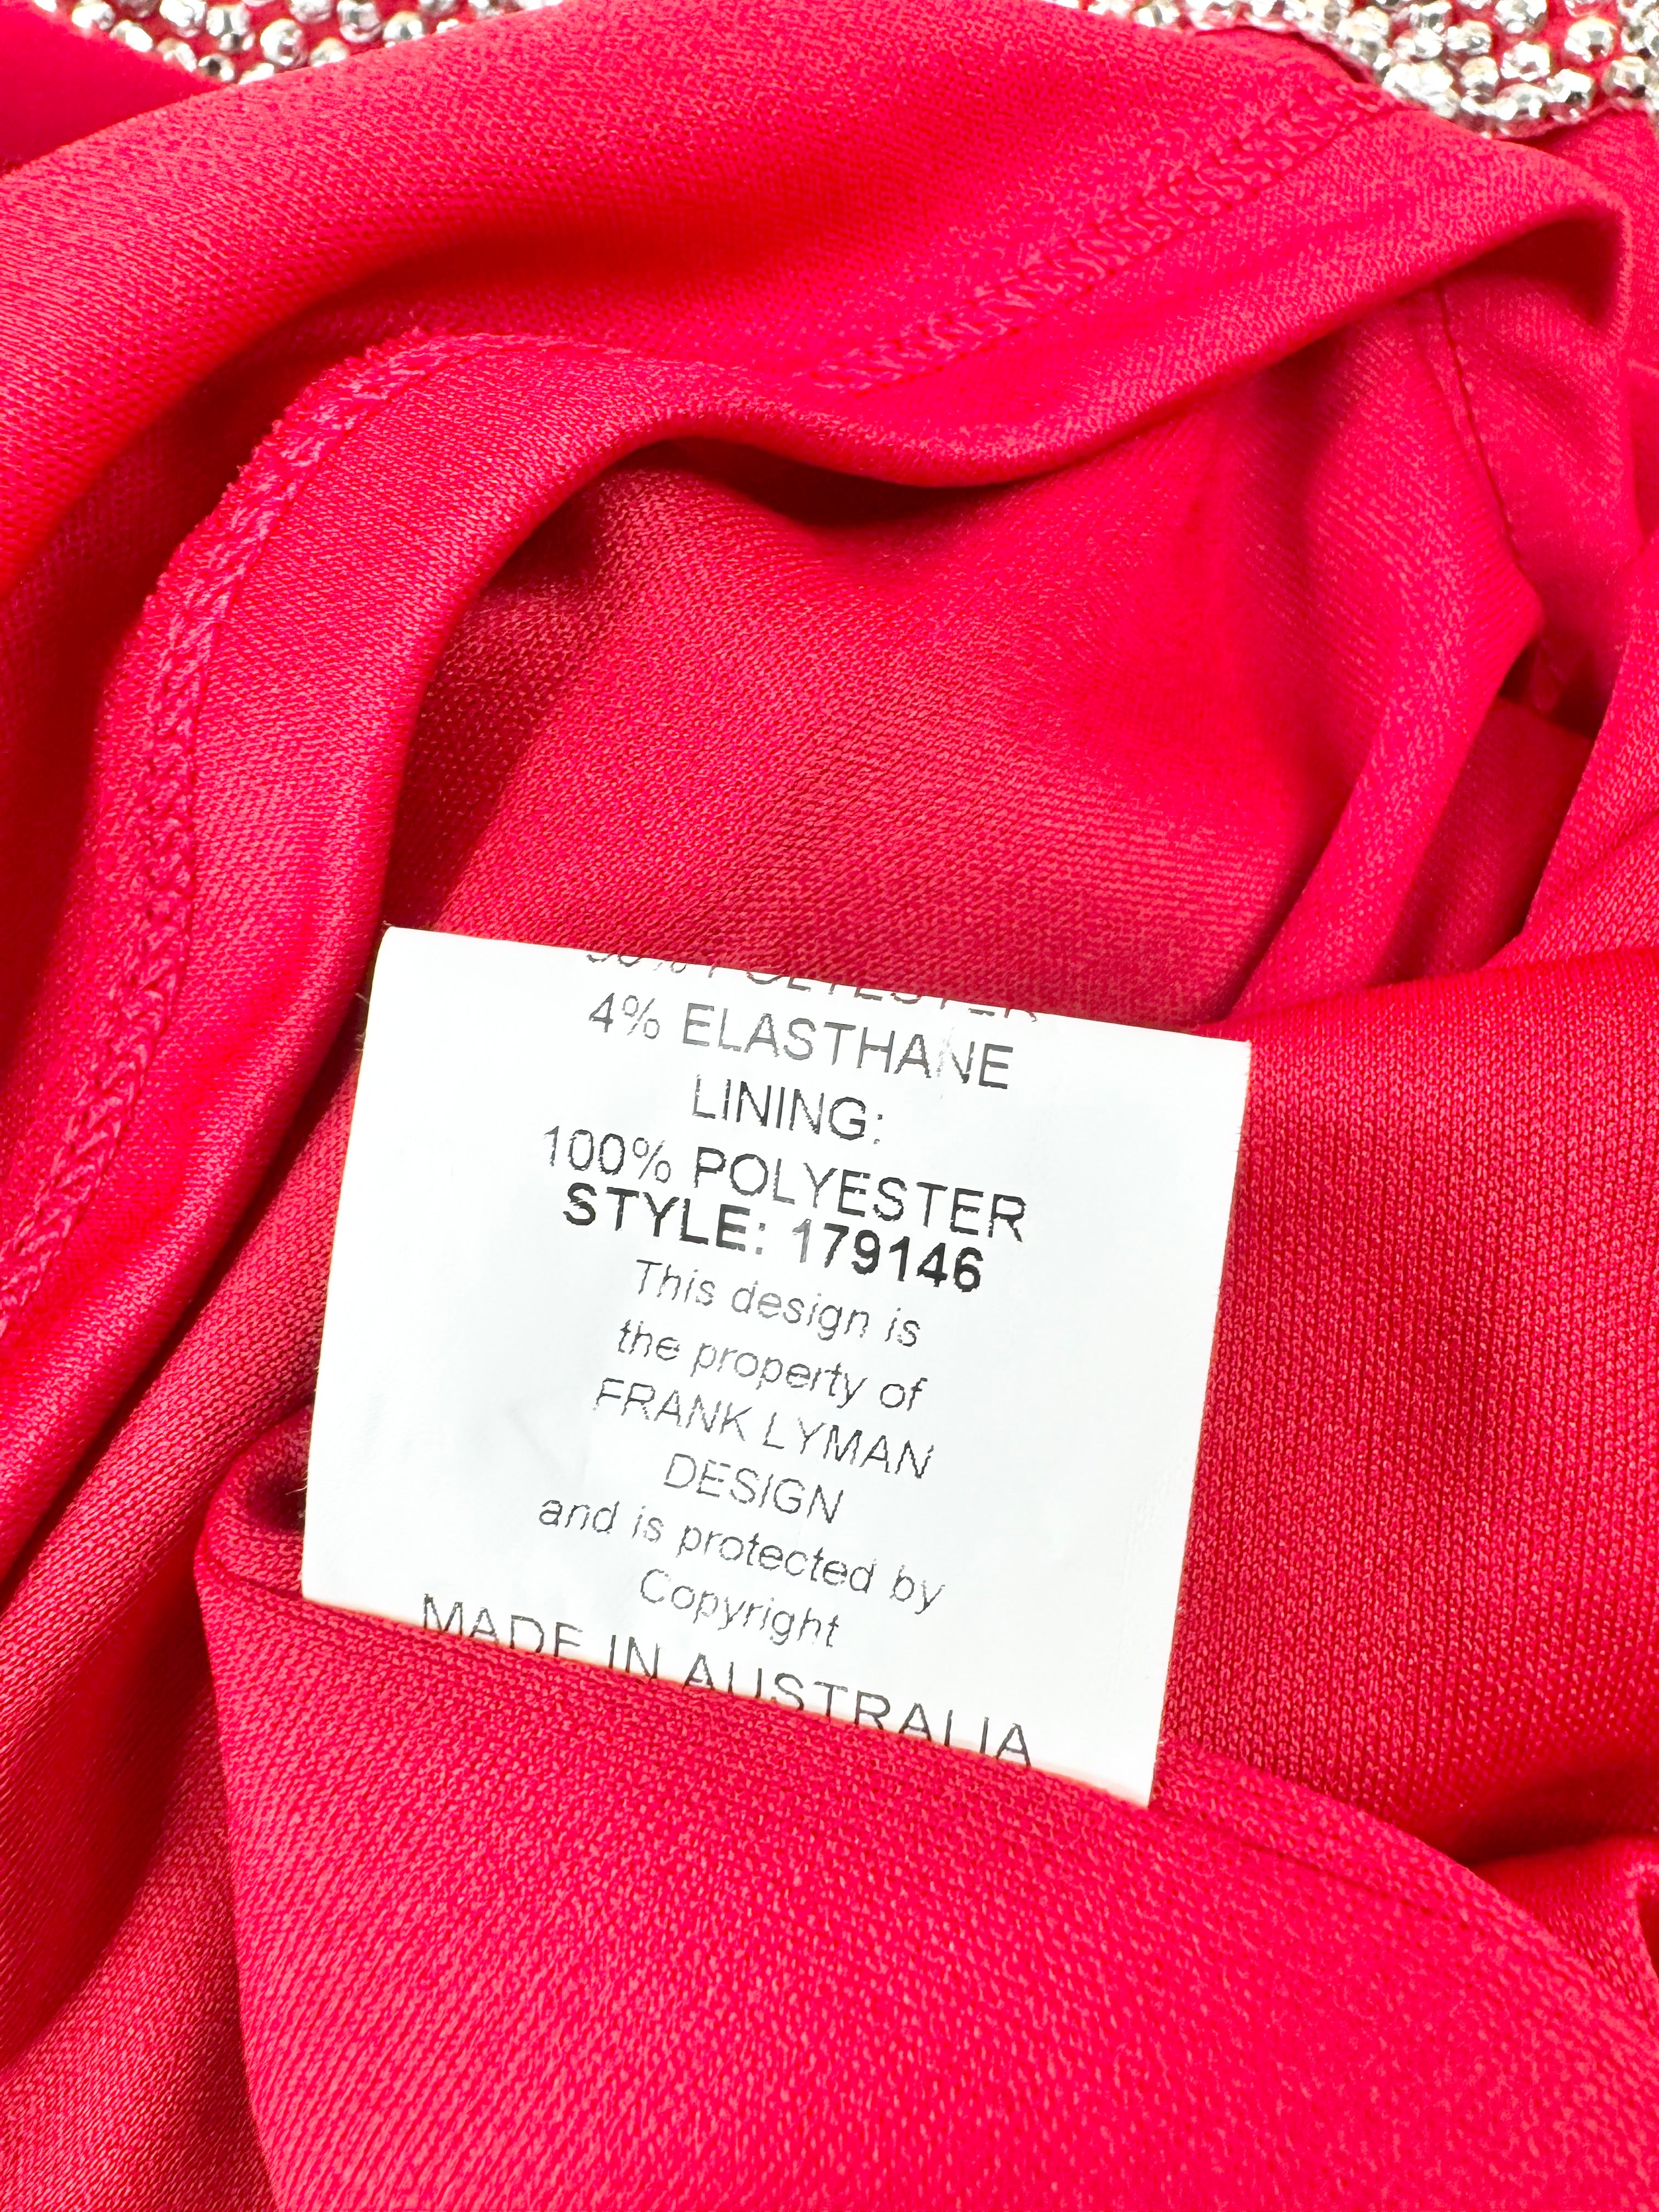 POLYESTER
4% ELASTHANE
LINING:
100% POLYESTER
STYLE: 179146
This design is
the property of
FRANK LYMAN
DESIGN
and is protected by
Copyright
MADE IN AUSTRALIA